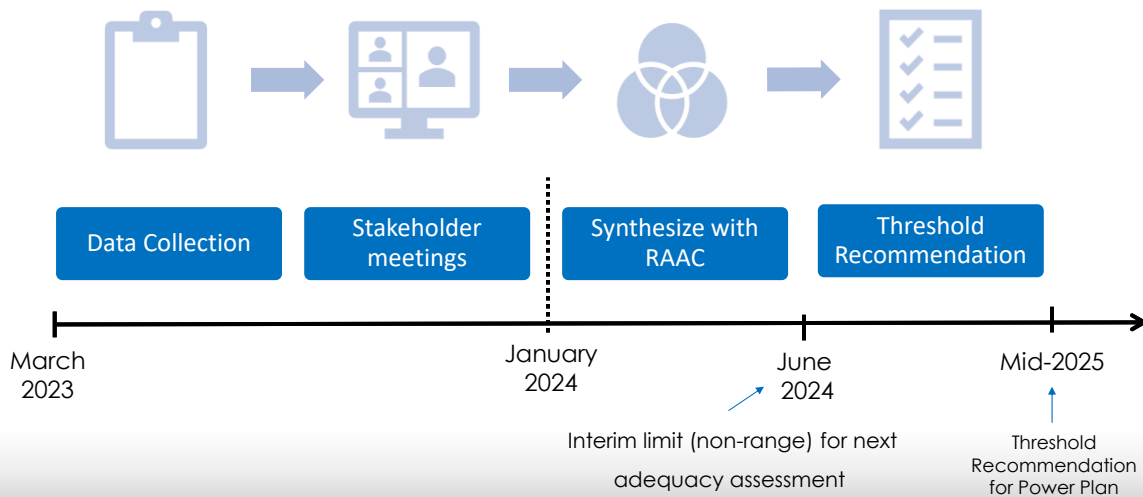 Data Collection
Stakeholder
meetings
Synthesize with
RAAC
Threshold
Recommendation
March
2023
January
2024
June
2024
Mid-2025
Interim limit (non-range) for next
adequacy assessment
Threshold
Recommendation
for Power Plan